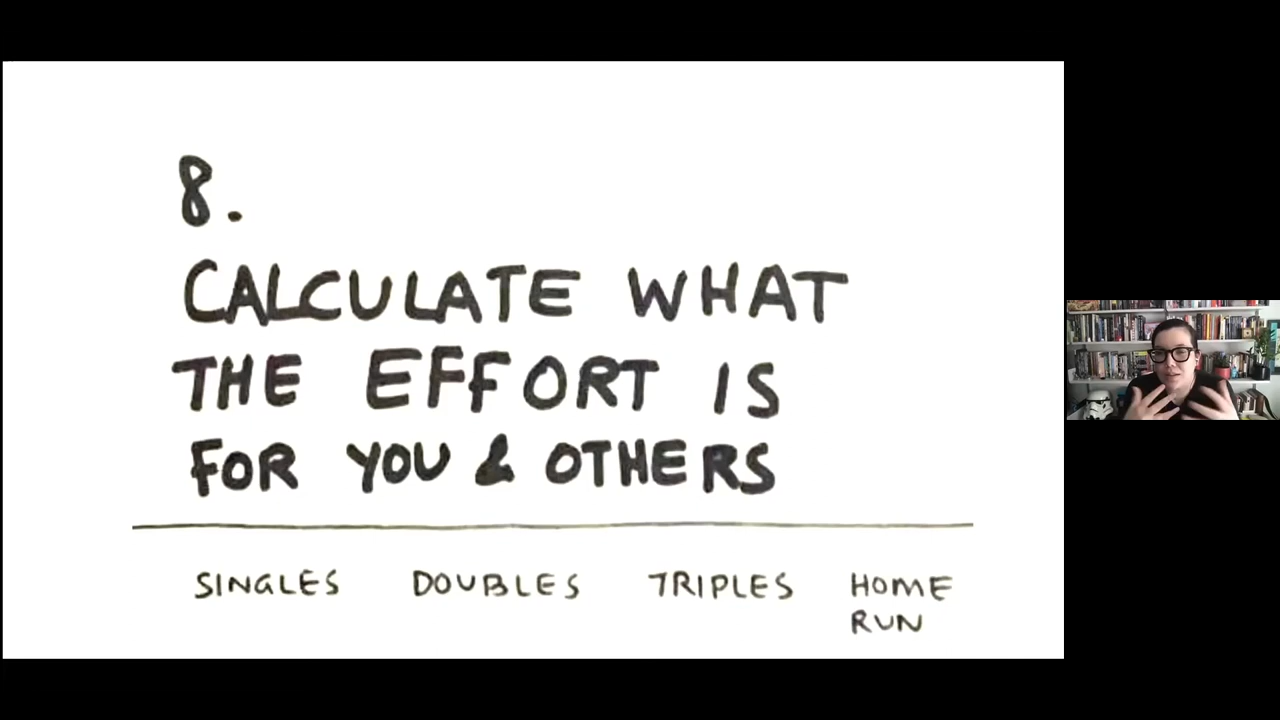 8.
CALCULATE WHAT
THE EFFORT IS
FOR YOU & OTHERS
SINGLES DOUBLES TRIPLES HOME
RUN